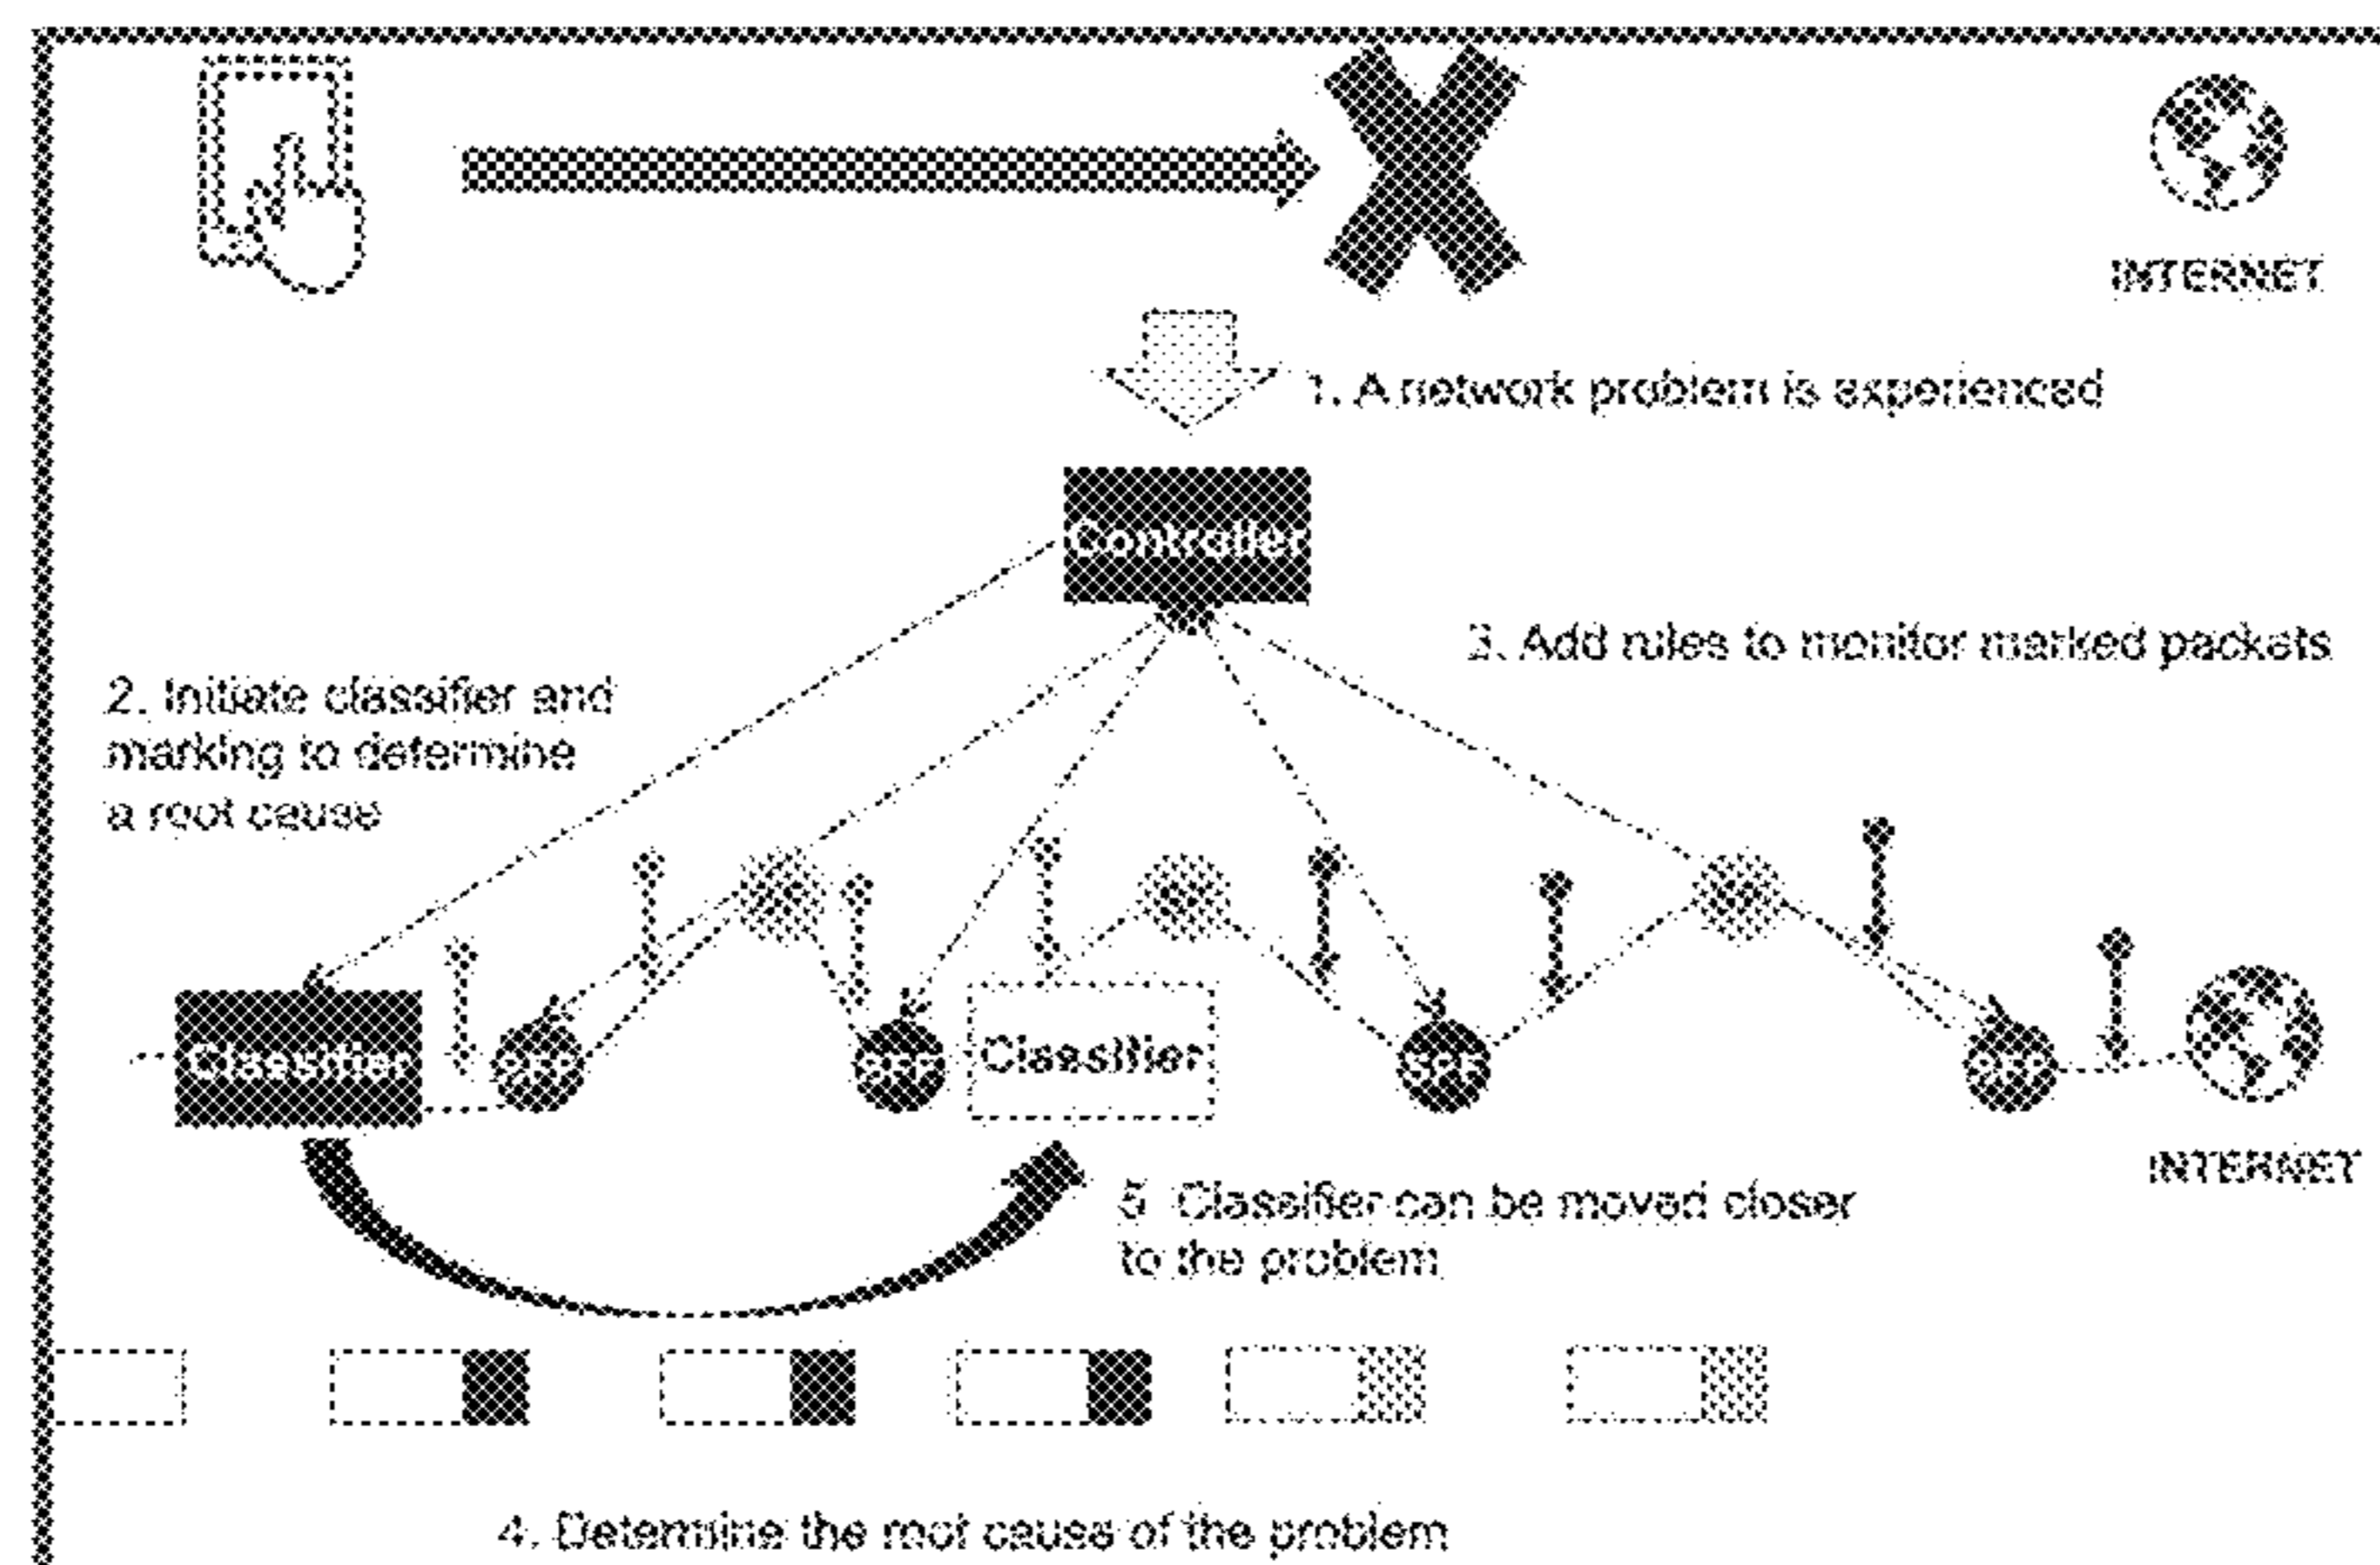 INTERNET
1. A network problem is experienced
Controller
3. Add rules to monitor marked packets
2. Initiate classifier and
marking to determine
a root cause
Classifier
Classifier
INTERNET
5 Classifier can be moved closer
to the problem
4. Determine the root cause of the problem